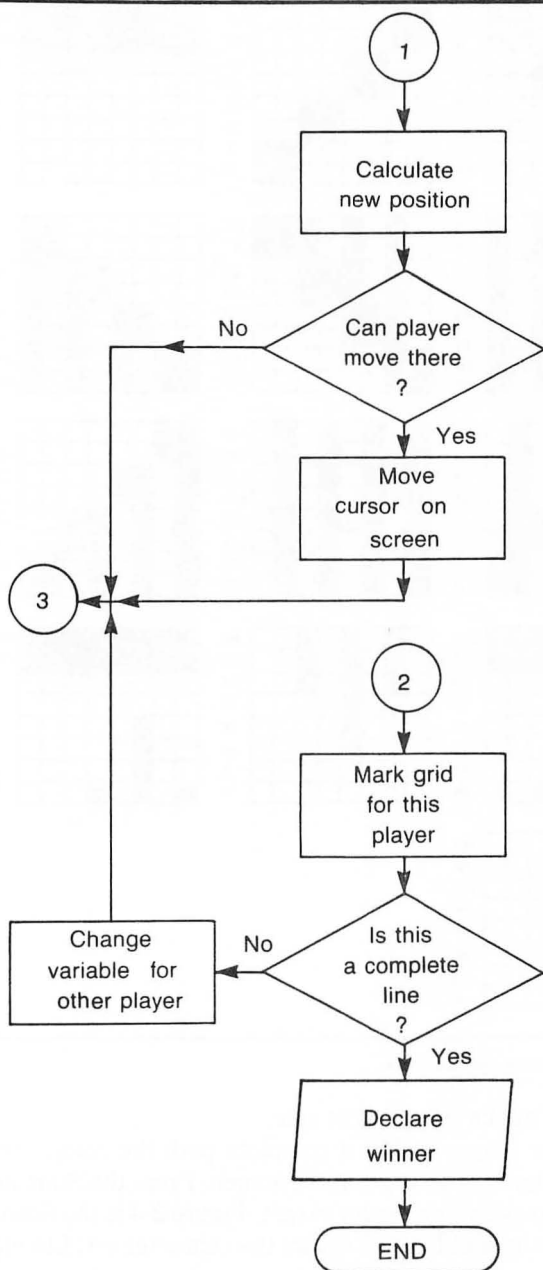 1
Calculate
new position
Can player
move there
?
No
Yes
Move
cursor on
screen
3
2
Mark grid
for this
player
Is this
a complete
line
?
No
Change
variable for
other player
Yes
Declare
winner
END